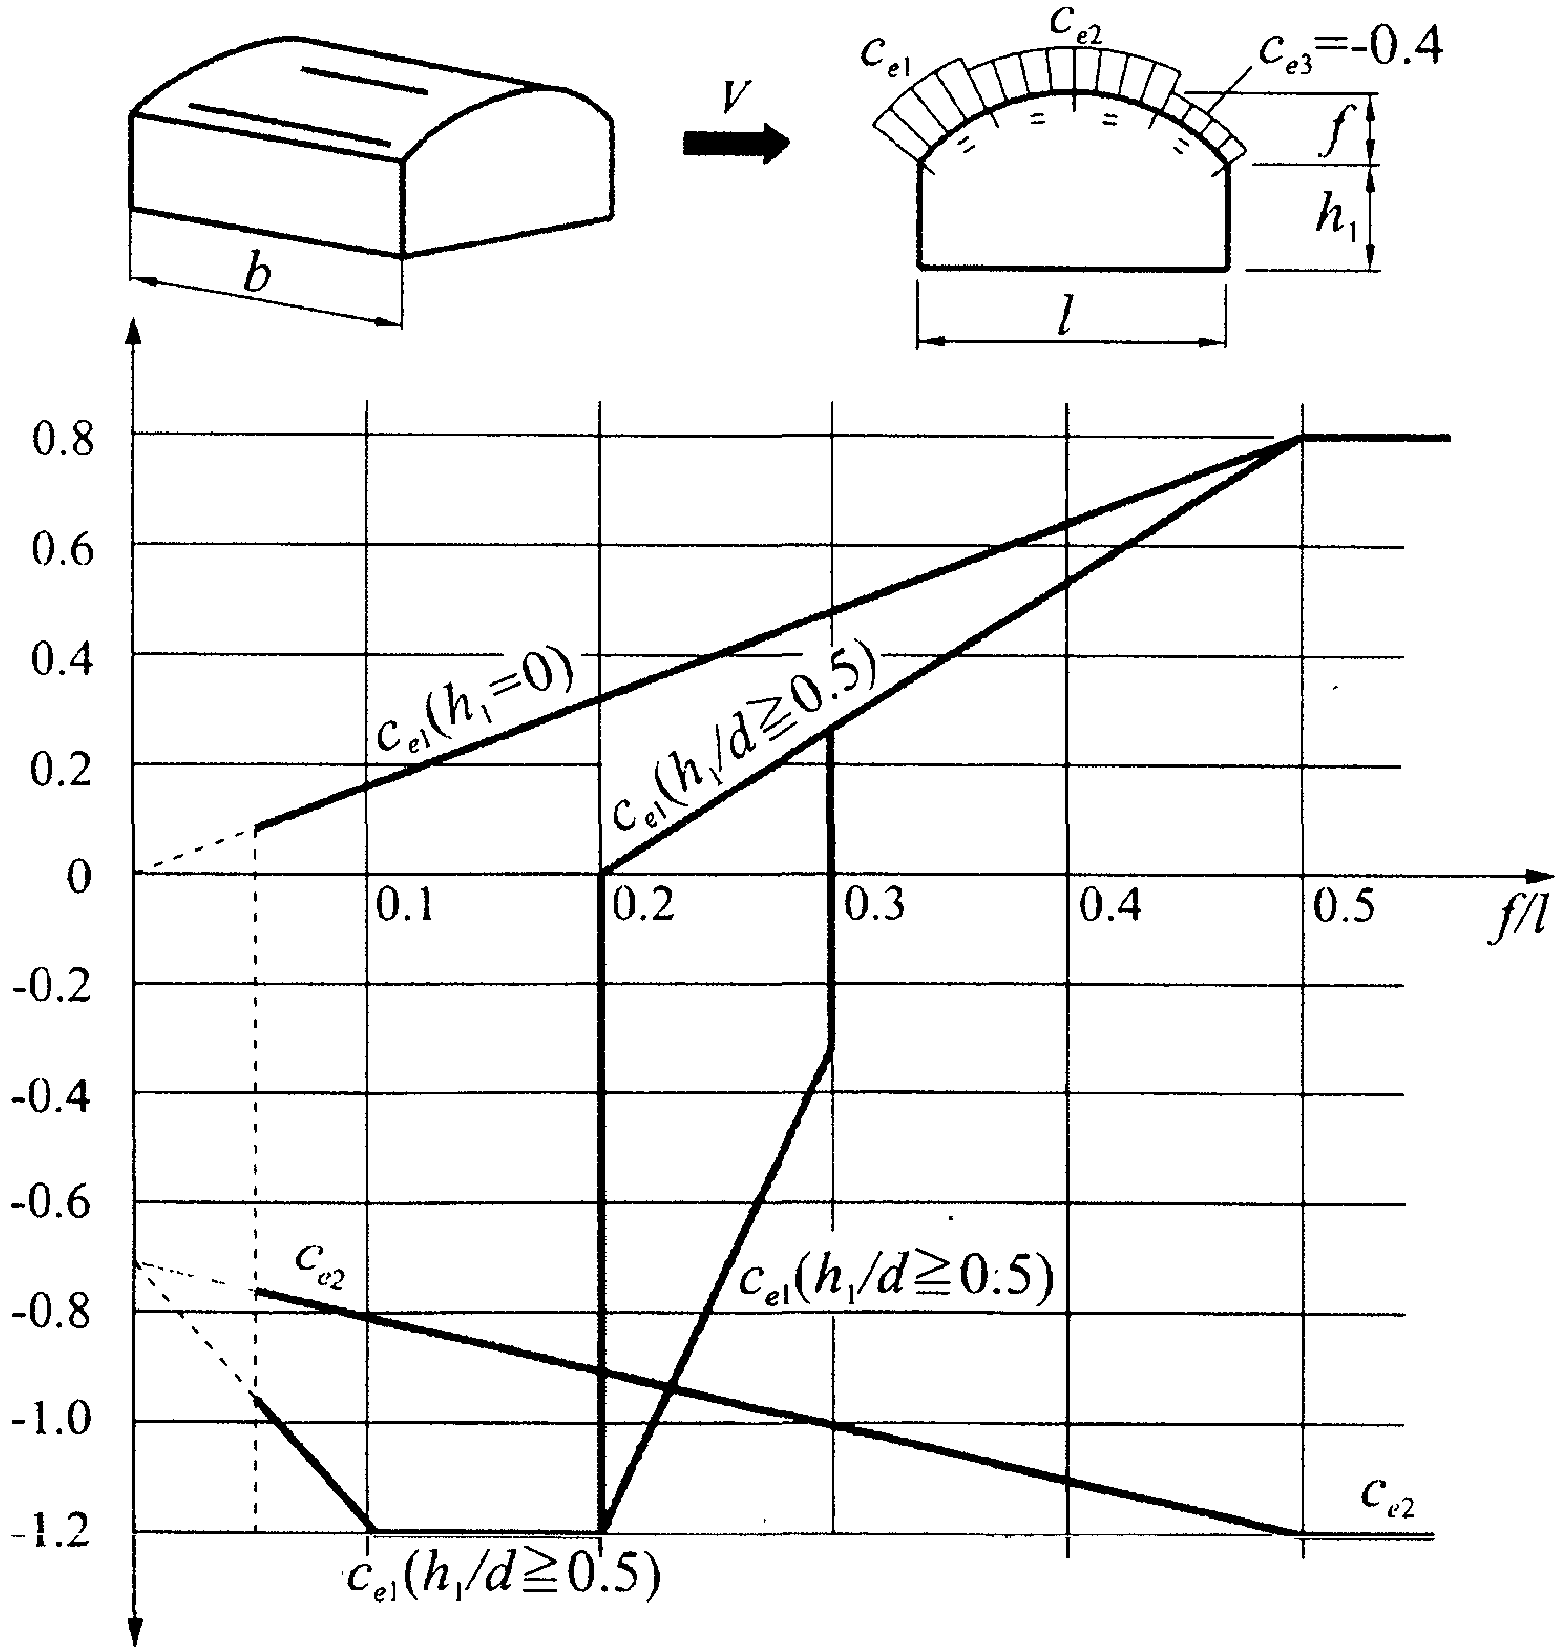 c_e1 c_e2 c_e3=-0.4
V
f
h_1
b
l
0.8
0.6
0.4
0.2
0
-0.2
-0.4
-0.6
-0.8
-1.0
-1.2
c_e1(h_1=0)
c_e1(h_1/d≧0.5)
0.1 0.2 0.3 0.4 0.5
f/l
c_e2
c_e1(h_1/d≧0.5)
c_e2
c_e1(h_1/d≧0.5)